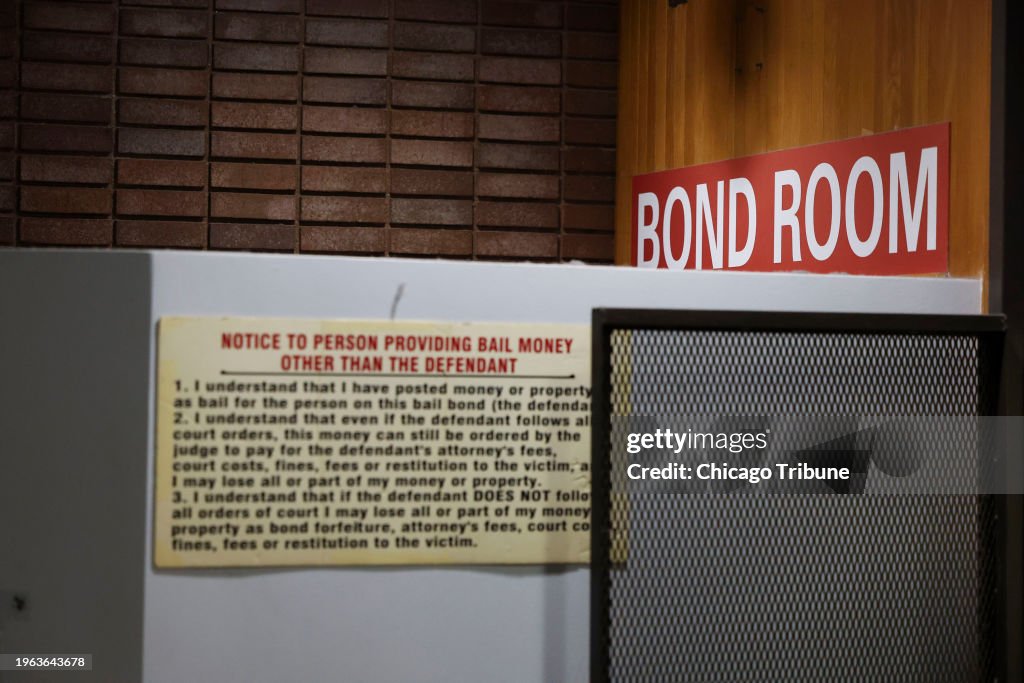 BOND ROOM
NOTICE TO PERSON PROVIDING BAIL MONEY
OTHER THAN THE DEFENDANT
1. I understand that I have posted money or property
as bail for the person on this bail bond (the defendan
2. I understand that even if the defendant follows all
court orders, this money can still be ordered by the
judge to pay for the defendant's attorney's fees,
court costs, fines, fees or restitution to the victim, a
I may lose all or part of my money or property.
3. I understand that if the defendant DOES NOT follo
all orders of court I may lose all or part of my money
property as bond forfeiture, attorney's fees, court co
fines, fees or restitution to the victim.
gettyimages®
Credit: Chicago Tribune
1963643678